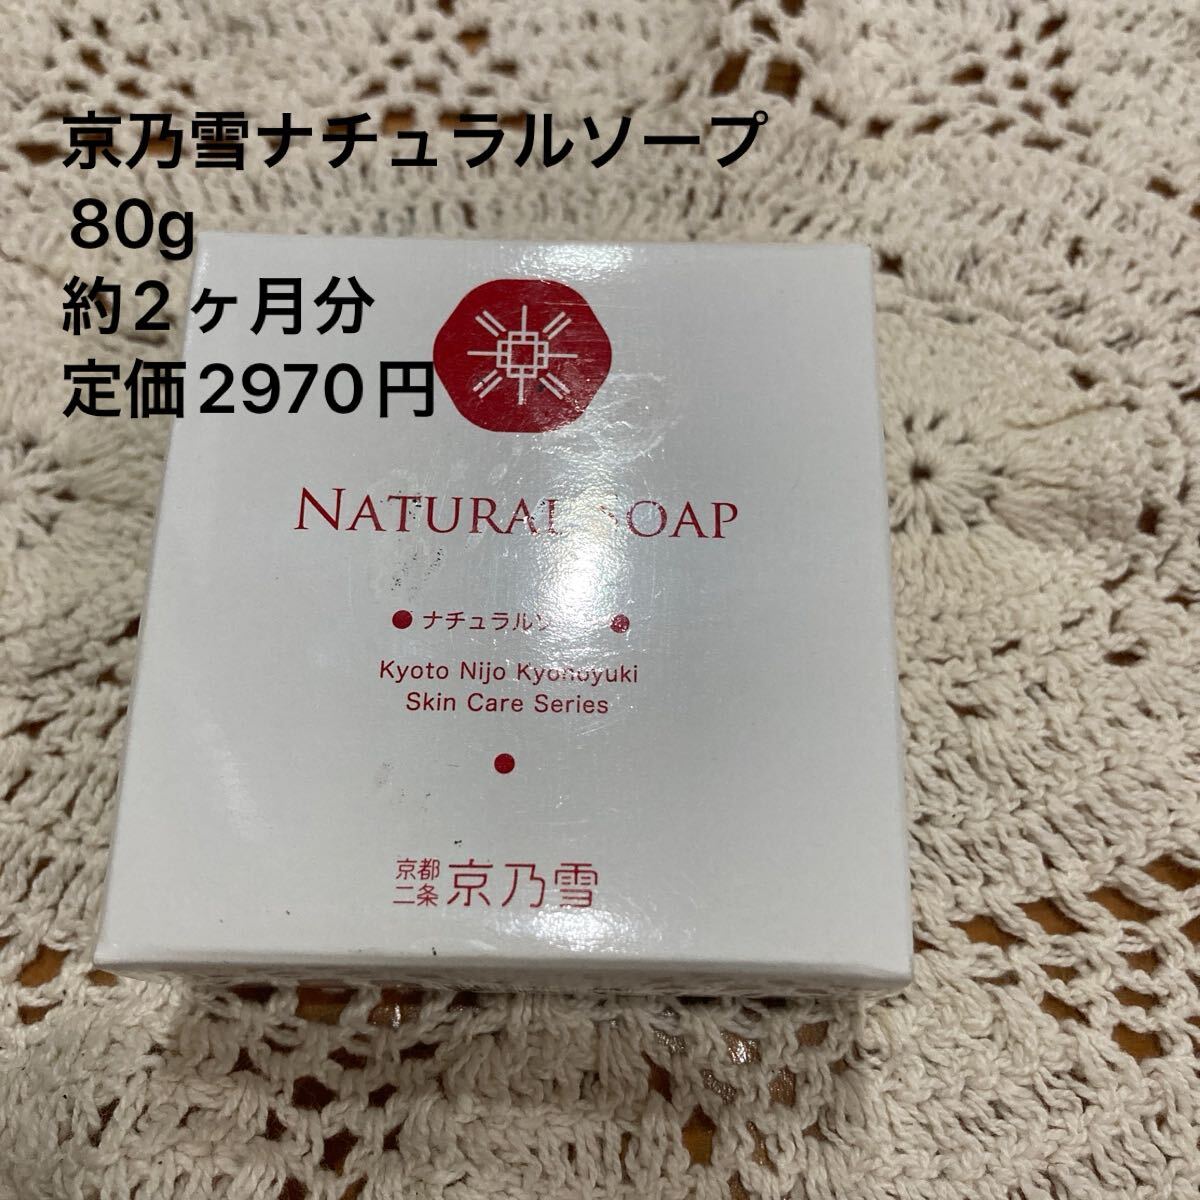 京乃雪ナチュラルソープ
80g
約2ヶ月分
定価2970円
NATURAL SOAP
ナチュラルソ
Kyoto Nijo Kyonoyuki
Skin Care Series
京都
二条
京乃雪